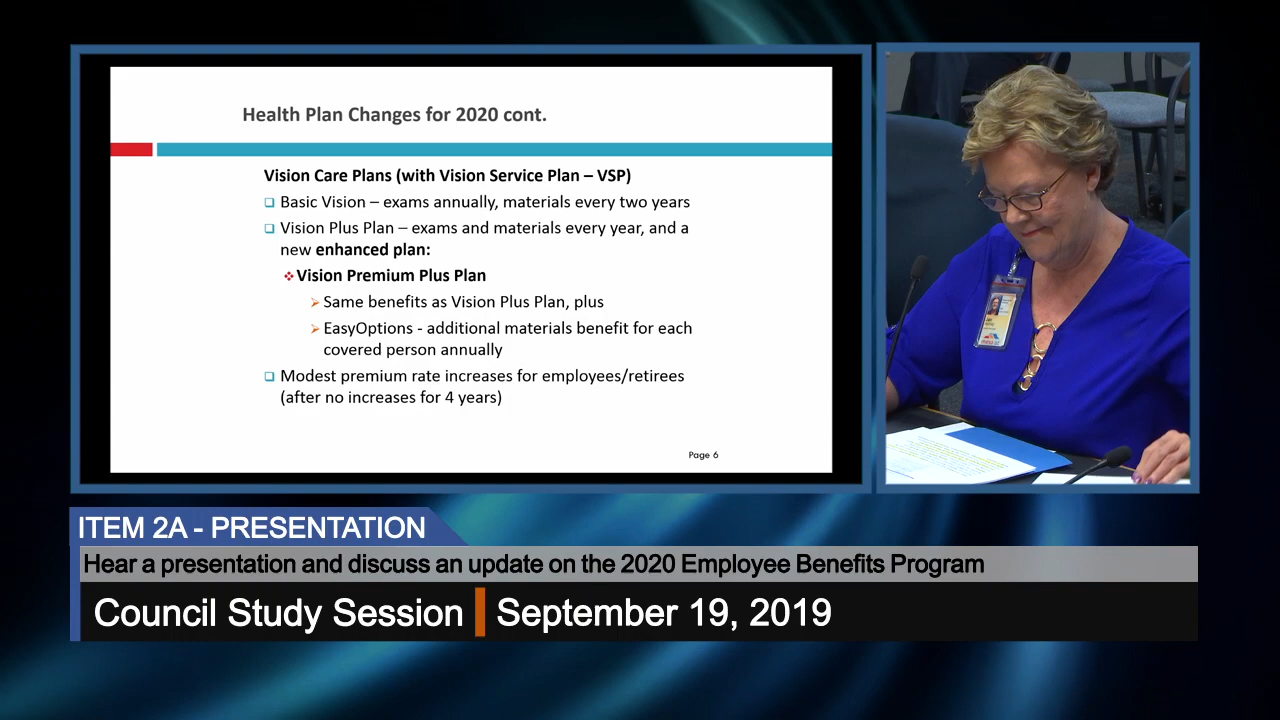 Health Plan Changes for 2020 cont.
Vision Care Plans (with Vision Service Plan – VSP)
Basic Vision – exams annually, materials every two years
Vision Plus Plan – exams and materials every year, and a
new enhanced plan:
Vision Premium Plus Plan
Same benefits as Vision Plus Plan, plus
EasyOptions - additional materials benefit for each
covered person annually
Modest premium rate increases for employees/retirees
(after no increases for 4 years)
Page 6
ITEM 2A - PRESENTATION
Hear a presentation and discuss an update on the 2020 Employee Benefits Program
Council Study Session
September 19, 2019